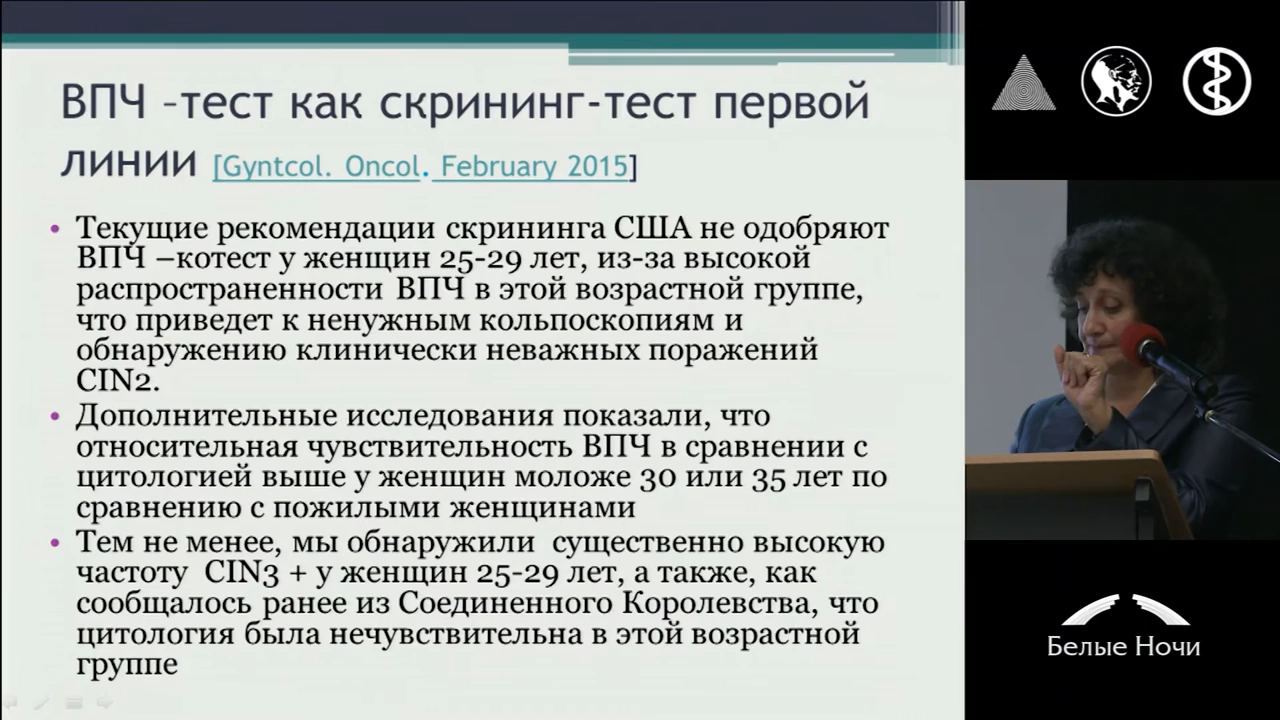 ВПЧ –тест как скрининг-тест первой
линии [Gyntcol. Oncol. February 2015]
• Текущие рекомендации скрининга США не одобряют
ВПЧ –котест у женщин 25-29 лет, из-за высокой
распространенности ВПЧ в этой возрастной группе,
что приведет к ненужным кольпоскопиям и
обнаружению клинически неважных поражений
CIN2.
• Дополнительные исследования показали, что
относительная чувствительность ВПЧ в сравнении с
цитологией выше у женщин моложе 30 или 35 лет по
сравнению с пожилыми женщинами
• Тем не менее, мы обнаружили существенно высокую
частоту CIN3 + у женщин 25-29 лет, а также, как
сообщалось ранее из Соединенного Королевства, что
цитология была нечувствительна в этой возрастной
группе
Белые Ночи